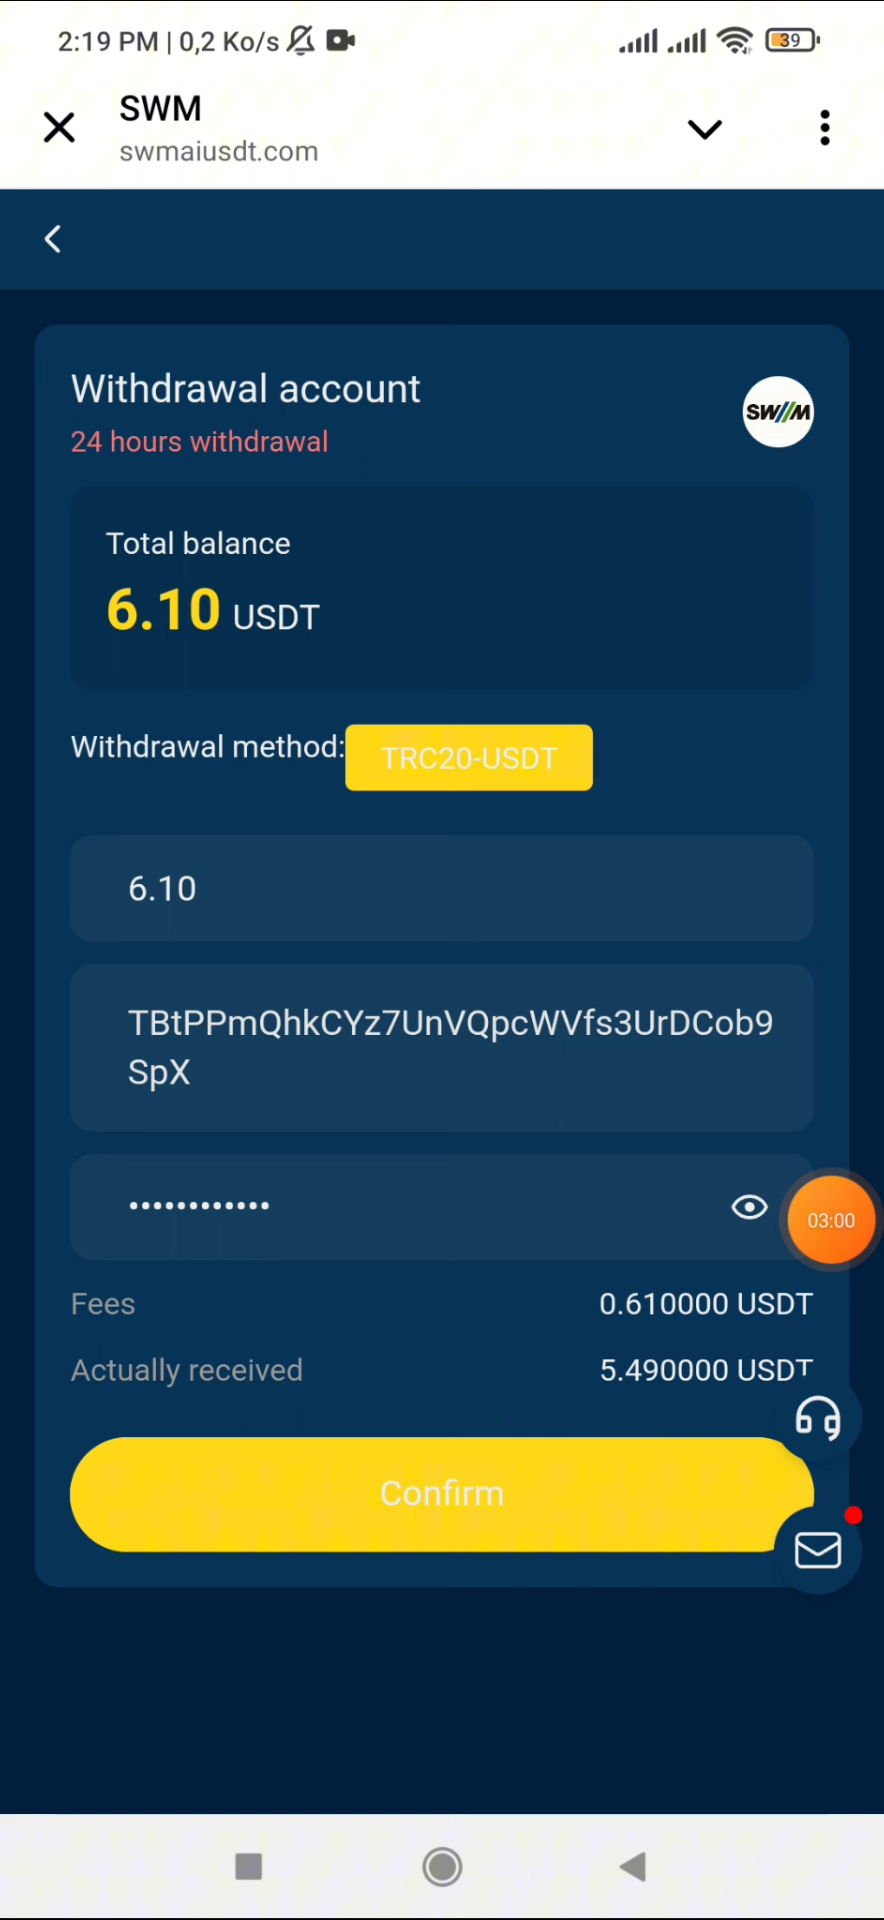 2:19 PM | 0,2 Ko/s 39
SWM
swmaiusdt.com
Withdrawal account
24 hours withdrawal
SWM
Total balance
6.10 USDT
Withdrawal method: TRC20-USDT
6.10
TBtPPmQhkCYz7UnVQpcWVfs3UrDCob9
SpX
••••••••••••
03:00
Fees 0.610000 USDT
Actually received 5.490000 USDT
Confirm